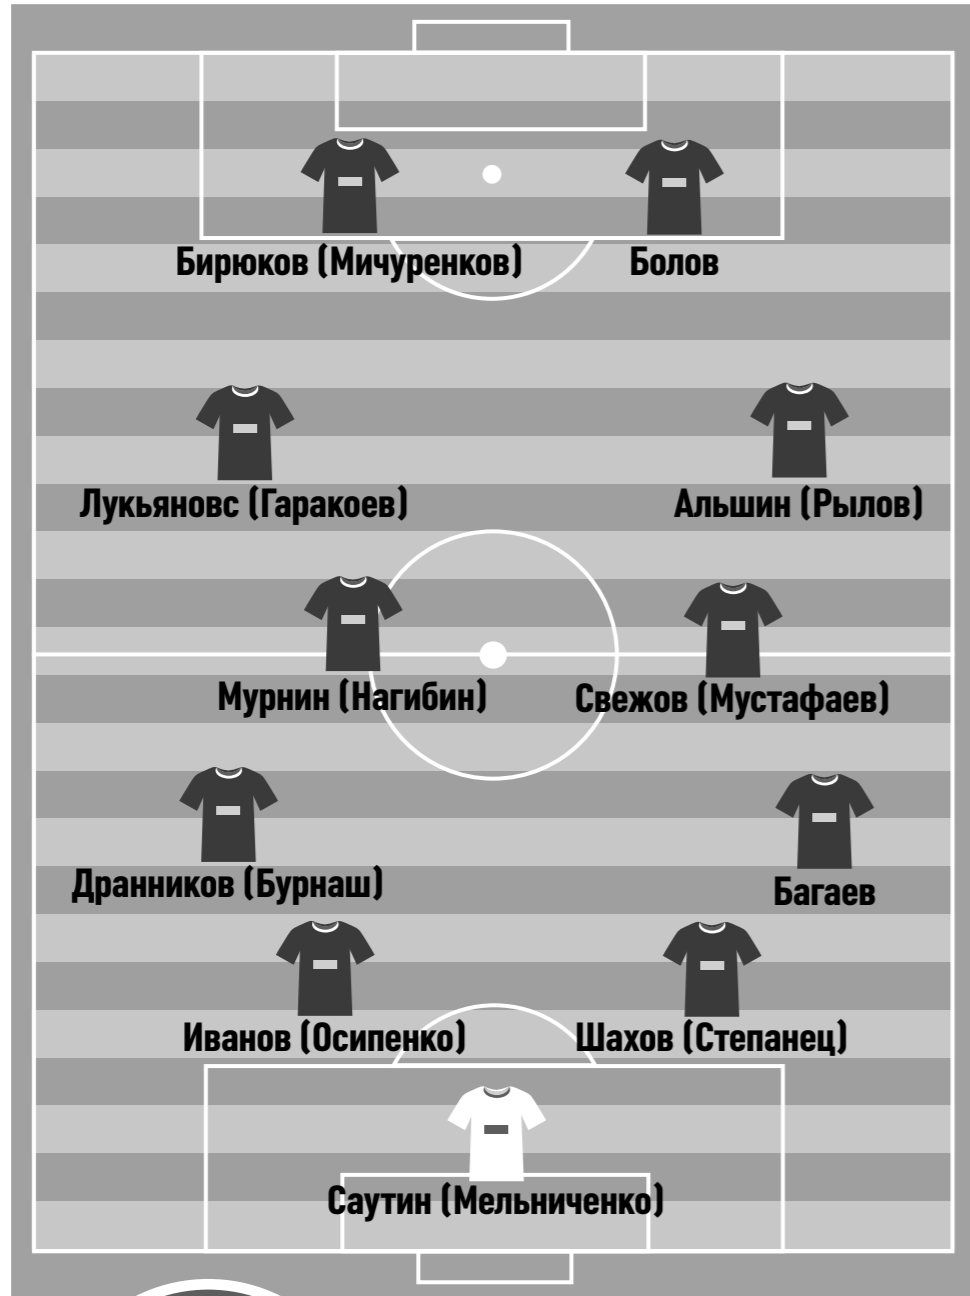 Бирюков (Мичуренков)
Болов
Лукьяновс (Гаракоев)
Альшин (Рылов)
Мурнин (Нагибин)
Свежов (Мустафаев)
Дранников (Бурнаш)
Багаев
Иванов (Осипенко)
Шахов (Степанец)
Саутин (Мельниченко)